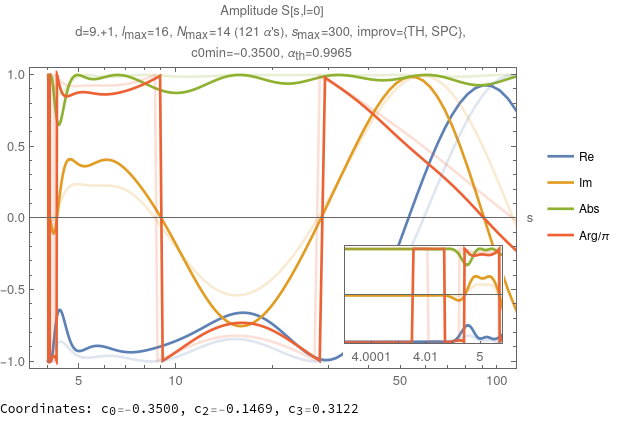 Amplitude S[s,l=0]
d=9.+1, lmax=16, Nmax=14 (121 α's), smax=300, improv={TH, SPC},
c0min=−0.3500, αth=0.9965
1.0
0.5
0.0
−0.5
−1.0
5
10
50
100
s
Re
Im
Abs
Arg/π
4.0001
4.01
5
Coordinates: c0=−0.3500, c2=−0.1469, c3=0.3122